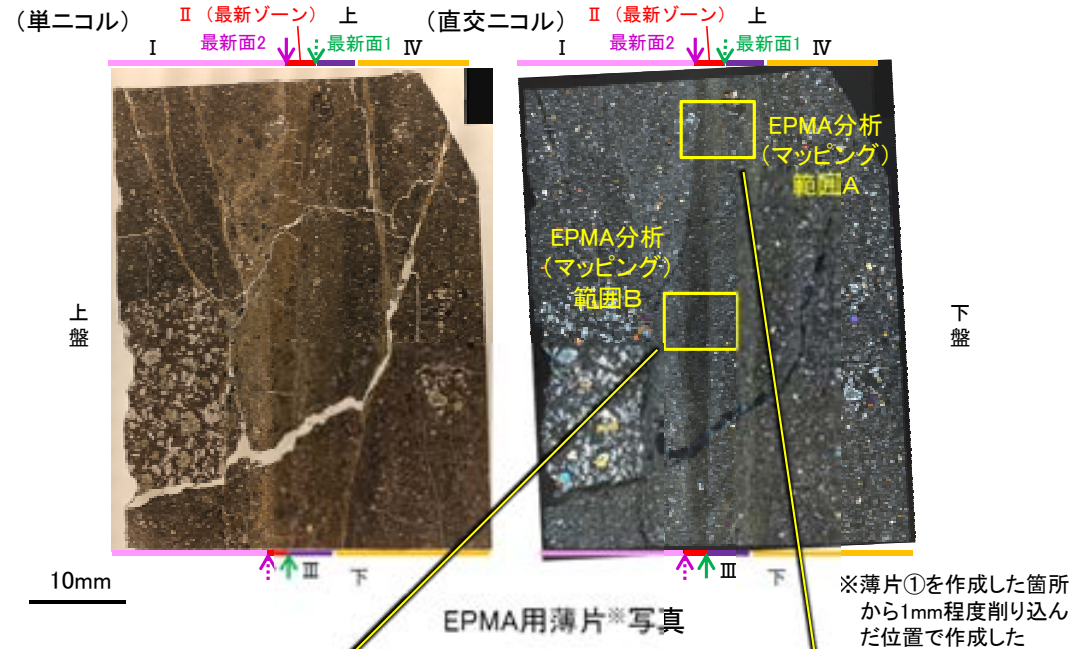 (単ニコル)
Ⅱ(最新ゾーン) 上
Ⅰ 最新面2 最新面1 Ⅳ
(直交ニコル)
Ⅱ(最新ゾーン) 上
Ⅰ 最新面2 最新面1 Ⅳ
EPMA分析
(マッピング)
範囲A
EPMA分析
(マッピング)
範囲B
上
盤
下
盤
Ⅲ 下
Ⅲ 下
10mm
EPMA用薄片※写真
※薄片①を作成した箇所
から1mm程度削り込ん
だ位置で作成した